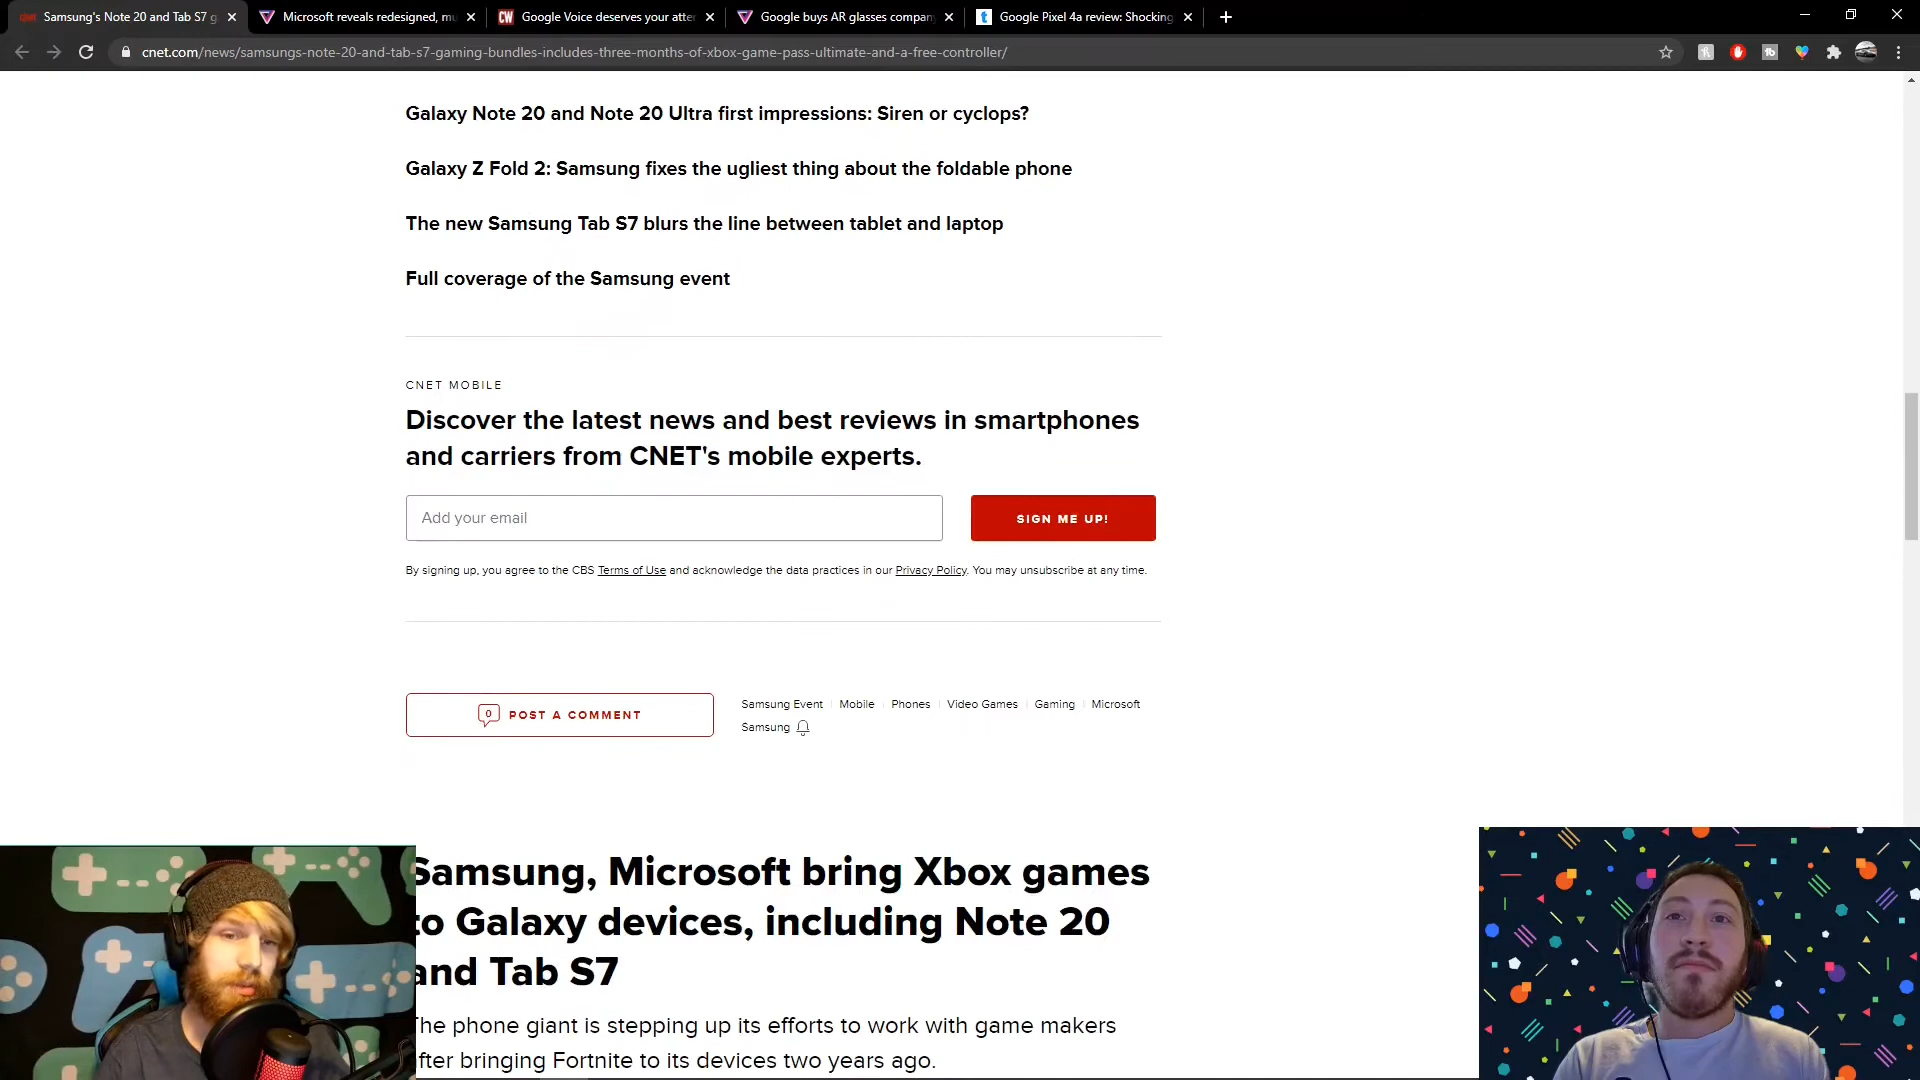 Samsung's Note 20 and Tab S7 g
Microsoft reveals redesigned, mu
CW
Google Voice deserves your atter
Google buys AR glasses company
t
Google Pixel 4a review: Shocking
cnet.com/news/samsungs-note-20-and-tab-s7-gaming-bundles-includes-three-months-of-xbox-game-pass-ultimate-and-a-free-controller/
Galaxy Note 20 and Note 20 Ultra first impressions: Siren or cyclops?
Galaxy Z Fold 2: Samsung fixes the ugliest thing about the foldable phone
The new Samsung Tab S7 blurs the line between tablet and laptop
Full coverage of the Samsung event
CNET MOBILE
Discover the latest news and best reviews in smartphones
and carriers from CNET's mobile experts.
Add your email
SIGN ME UP!
By signing up, you agree to the CBS Terms of Use and acknowledge the data practices in our Privacy Policy. You may unsubscribe at any time.
0 POST A COMMENT
Samsung Event Mobile Phones Video Games Gaming Microsoft
Samsung
Samsung, Microsoft bring Xbox games
to Galaxy devices, including Note 20
and Tab S7
The phone giant is stepping up its efforts to work with game makers
after bringing Fortnite to its devices two years ago.